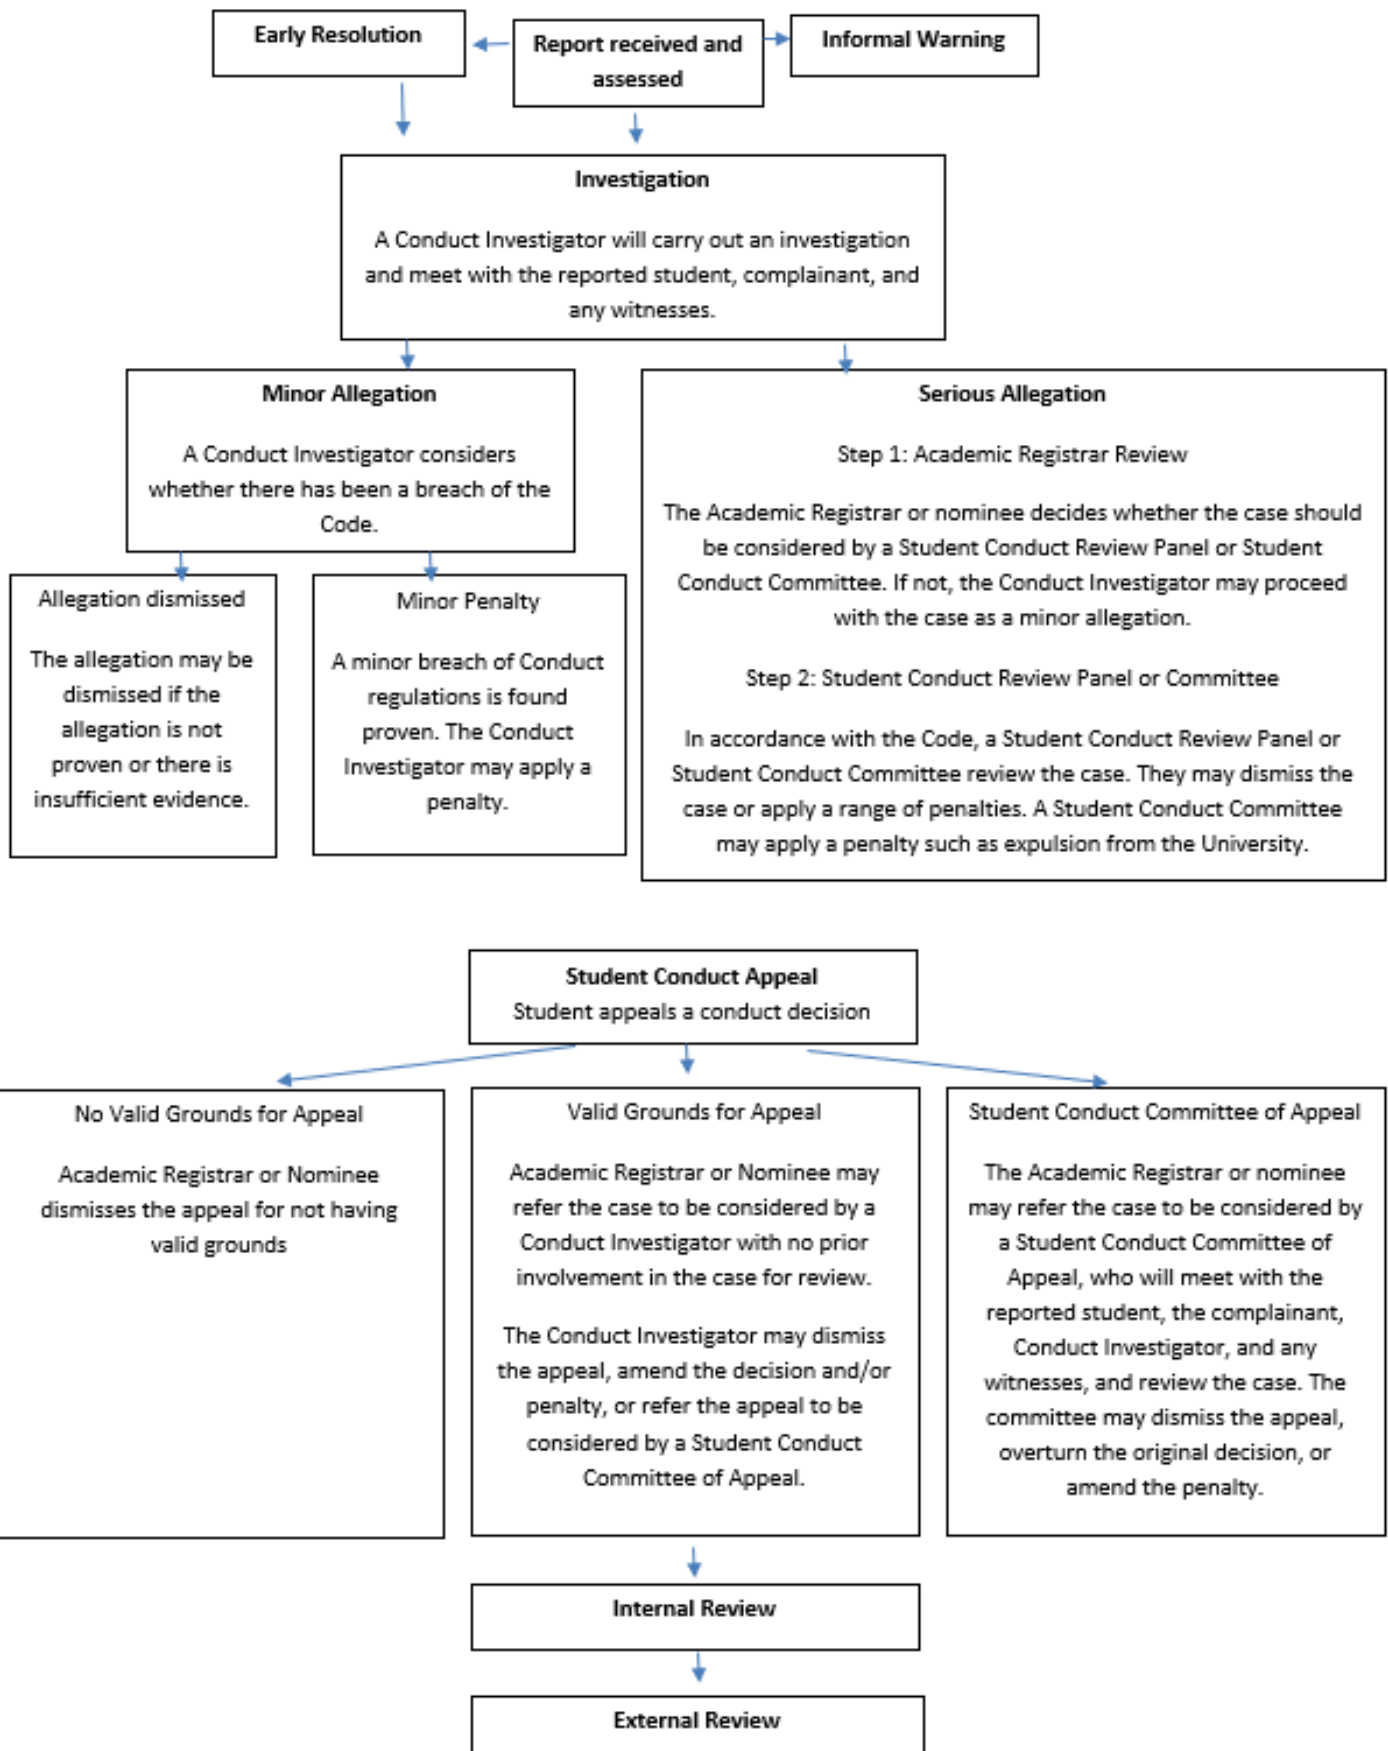 Early Resolution
Report received and
assessed
Informal Warning
Investigation
A Conduct Investigator will carry out an investigation
and meet with the reported student, complainant, and
any witnesses.
Minor Allegation
A Conduct Investigator considers
whether there has been a breach of the
Code.
Allegation dismissed
The allegation may be
dismissed if the
allegation is not
proven or there is
insufficient evidence.
Minor Penalty
A minor breach of Conduct
regulations is found
proven. The Conduct
Investigator may apply a
penalty.
Serious Allegation
Step 1: Academic Registrar Review
The Academic Registrar or nominee decides whether the case should
be considered by a Student Conduct Review Panel or Student
Conduct Committee. If not, the Conduct Investigator may proceed
with the case as a minor allegation.
Step 2: Student Conduct Review Panel or Committee
In accordance with the Code, a Student Conduct Review Panel or
Student Conduct Committee review the case. They may dismiss the
case or apply a range of penalties. A Student Conduct Committee
may apply a penalty such as expulsion from the University.
Student Conduct Appeal
Student appeals a conduct decision
No Valid Grounds for Appeal
Academic Registrar or Nominee
dismisses the appeal for not having
valid grounds
Valid Grounds for Appeal
Academic Registrar or Nominee may
refer the case to be considered by a
Conduct Investigator with no prior
involvement in the case for review.
The Conduct Investigator may dismiss
the appeal, amend the decision and/or
penalty, or refer the appeal to be
considered by a Student Conduct
Committee of Appeal.
Student Conduct Committee of Appeal
The Academic Registrar or nominee
may refer the case to be considered by
a Student Conduct Committee of
Appeal, who will meet with the
reported student, the complainant,
Conduct Investigator, and any
witnesses, and review the case. The
committee may dismiss the appeal,
overturn the original decision, or
amend the penalty.
Internal Review
External Review